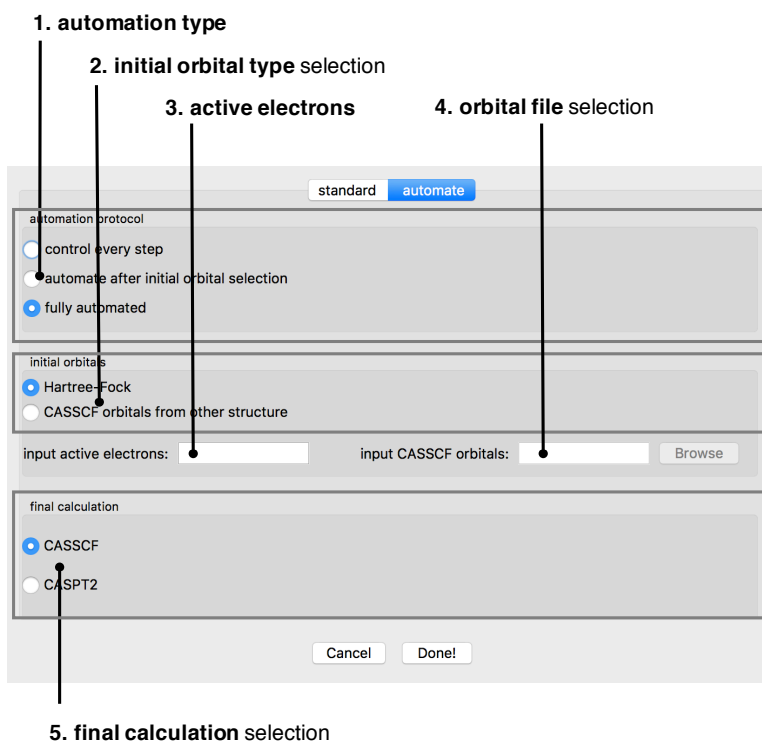 1. automation type
2. initial orbital type selection
3. active electrons
4. orbital file selection
standard automate
automation protocol
control every step
automate after initial orbital selection
fully automated
initial orbitals
Hartree-Fock
CASSCF orbitals from other structure
input active electrons: input CASSCF orbitals: Browse
final calculation
CASSCF
CASPT2
Cancel Done!
5. final calculation selection